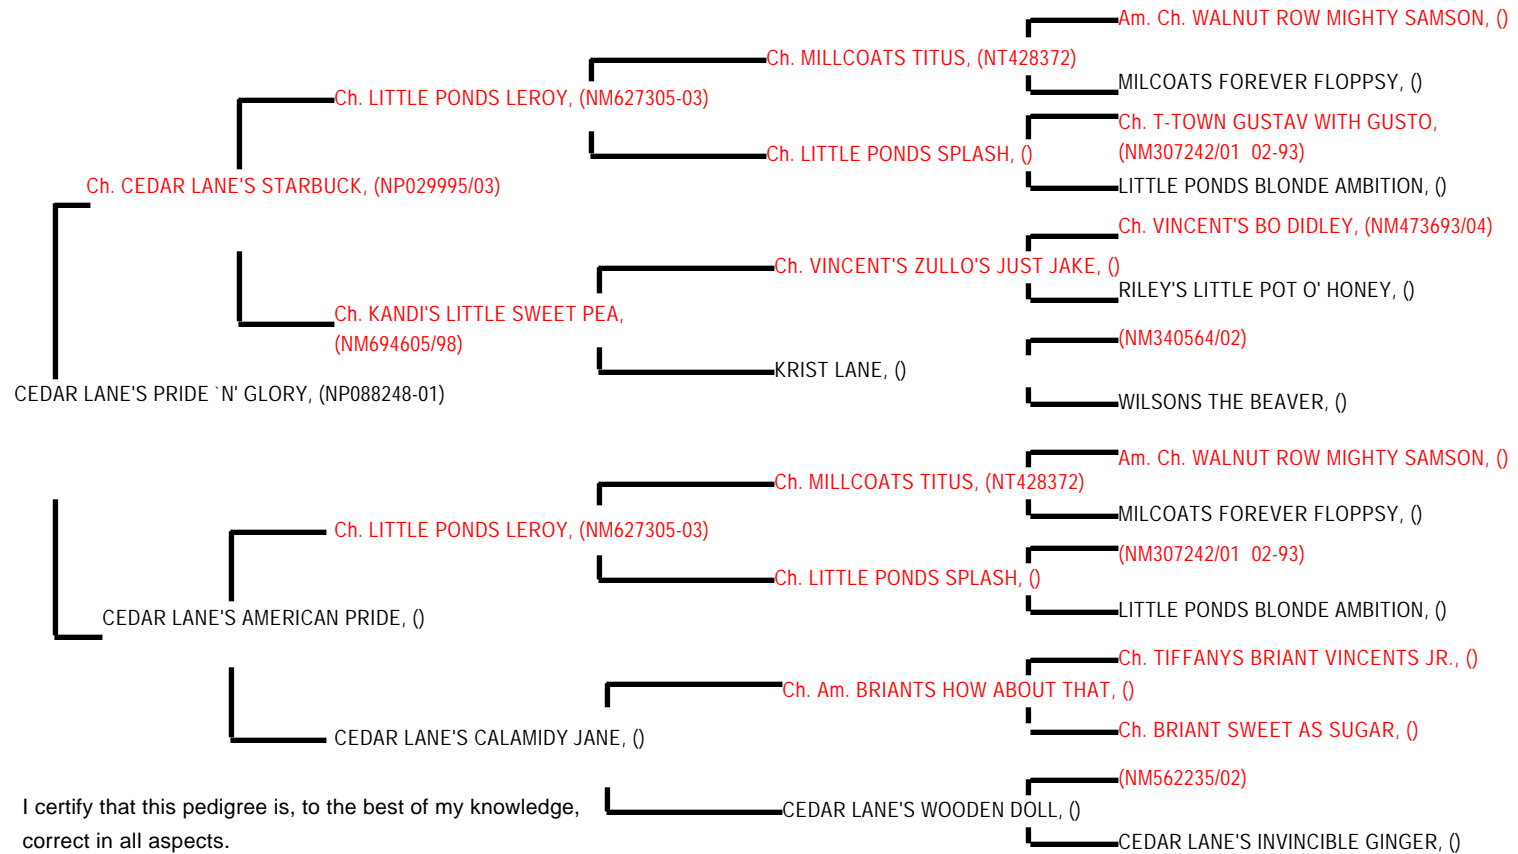 Am. Ch. WALNUT ROW MIGHTY SAMSON, ()
Ch. MILLCOATS TITUS, (NT428372)
MILCOATS FOREVER FLOPPSY, ()
Ch. LITTLE PONDS LEROY, (NM627305-03)
Ch. T-TOWN GUSTAV WITH GUSTO,
(NM307242/01 02-93)
Ch. LITTLE PONDS SPLASH, ()
LITTLE PONDS BLONDE AMBITION, ()
Ch. CEDAR LANE'S STARBUCK, (NP029995/03)
Ch. VINCENT'S BO DIDLEY, (NM473693/04)
Ch. VINCENT'S ZULLO'S JUST JAKE, ()
RILEY'S LITTLE POT O' HONEY, ()
Ch. KANDI'S LITTLE SWEET PEA,
(NM694605/98)
(NM340564/02)
KRIST LANE, ()
WILSONS THE BEAVER, ()
CEDAR LANE'S PRIDE `N' GLORY, (NP088248-01)
Am. Ch. WALNUT ROW MIGHTY SAMSON, ()
Ch. MILLCOATS TITUS, (NT428372)
MILCOATS FOREVER FLOPPSY, ()
Ch. LITTLE PONDS LEROY, (NM627305-03)
(NM307242/01 02-93)
Ch. LITTLE PONDS SPLASH, ()
LITTLE PONDS BLONDE AMBITION, ()
CEDAR LANE'S AMERICAN PRIDE, ()
Ch. TIFFANYS BRIANT VINCENTS JR., ()
Ch. Am. BRIANTS HOW ABOUT THAT, ()
Ch. BRIANT SWEET AS SUGAR, ()
CEDAR LANE'S CALAMIDY JANE, ()
(NM562235/02)
CEDAR LANE'S WOODEN DOLL, ()
CEDAR LANE'S INVINCIBLE GINGER, ()
I certify that this pedigree is, to the best of my knowledge,
correct in all aspects.